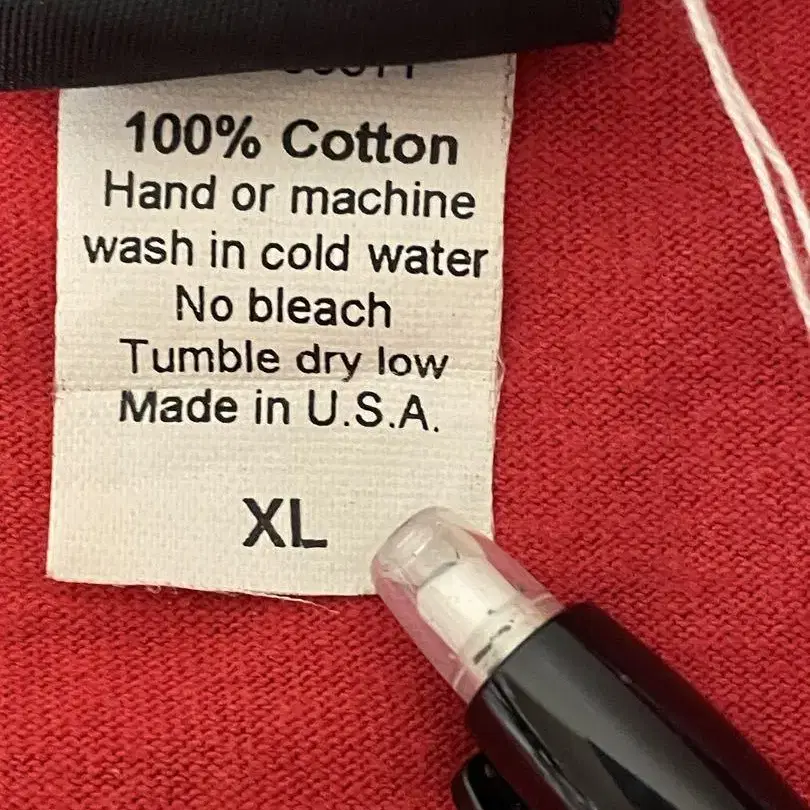 100% Cotton
Hand or machine
wash in cold water
No bleach
Tumble dry low
Made in U.S.A.
XL